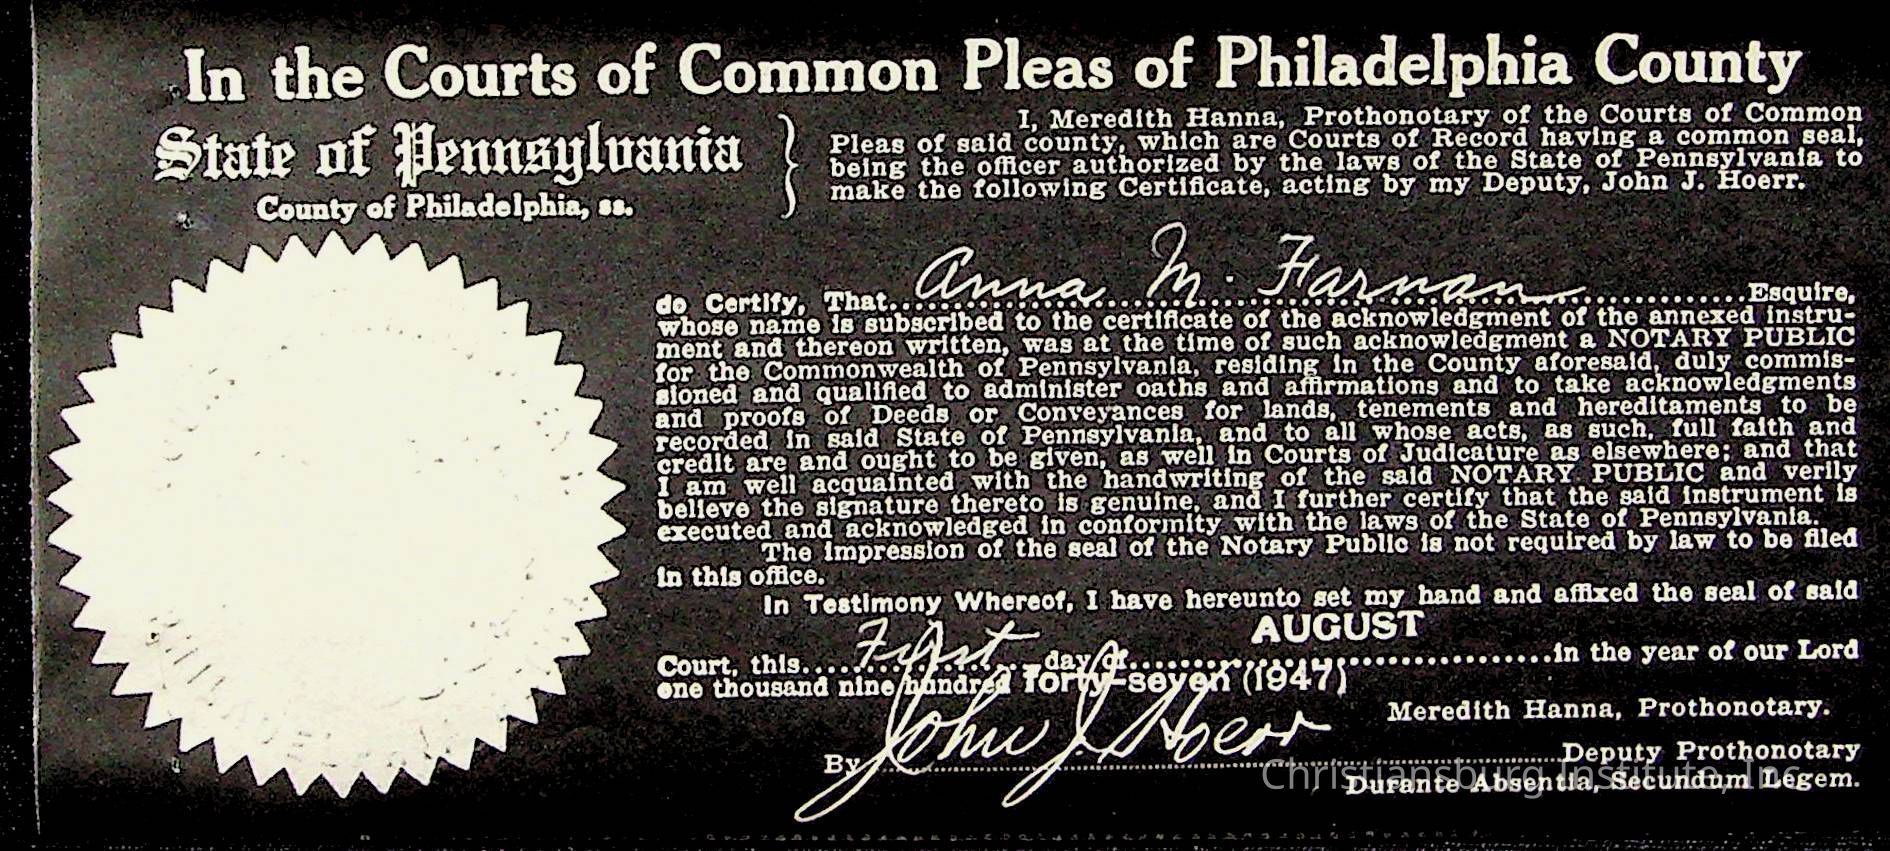 In the Courts of Common Pleas of Philadelphia County
State of Pennsylvania
County of Philadelphia, ss.
I, Meredith Hanna, Prothonotary of the Courts of Common
Pleas of said county, which are Courts of Record having a common seal,
being the officer authorized by the laws of the State of Pennsylvania to
make the following Certificate, acting by my Deputy, John J. Hoerr.
do Certify, That Anna M. Farnan Esquire,
whose name is subscribed to the certificate of the acknowledgment of the annexed instru-
ment and thereon written, was at the time of such acknowledgment a NOTARY PUBLIC
for the Commonwealth of Pennsylvania, residing in the County aforesaid, duly commis-
sioned and qualified to administer oaths and affirmations and to take acknowledgments
and proofs of Deeds or Conveyances for lands, tenements and hereditaments to be
recorded in said State of Pennsylvania, and to all whose acts, as such, full faith and
credit are and ought to be given, as well in Courts of Judicature as elsewhere; and that
I am well acquainted with the handwriting of the said NOTARY PUBLIC and verily
believe the signature thereto is genuine, and I further certify that the said instrument is
executed and acknowledged in conformity with the laws of the State of Pennsylvania.
The impression of the seal of the Notary Public is not required by law to be filed
in this office.
In Testimony Whereof, I have hereunto set my hand and affixed the seal of said
Court, this First day of AUGUST in the year of our Lord
one thousand nine hundred forty-seven (1947)
Meredith Hanna, Prothonotary.
By John J. Hoerr Deputy Prothonotary
Durante Absentia, Secundum Legem.
Christiansburg Institute, Inc